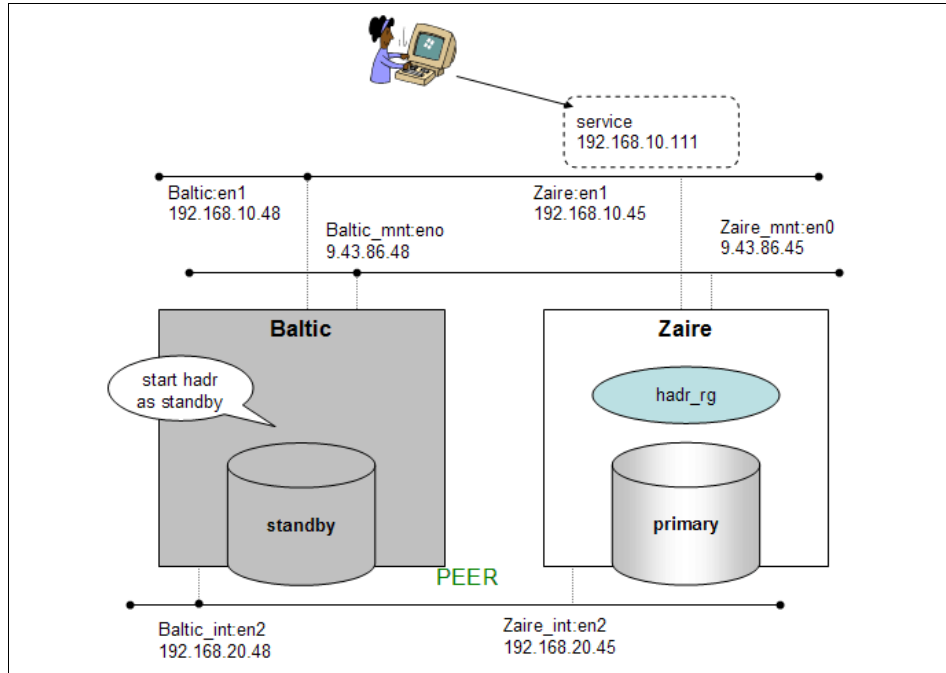 service
192.168.10.111
Baltic:en1
192.168.10.48
Zaire:en1
192.168.10.45
Baltic_mnt:eno
9.43.86.48
Zaire_mnt:en0
9.43.86.45
Baltic
Zaire
start hadr
as standby
hadr_rg
standby
primary
PEER
Baltic_int:en2
192.168.20.48
Zaire_int:en2
192.168.20.45